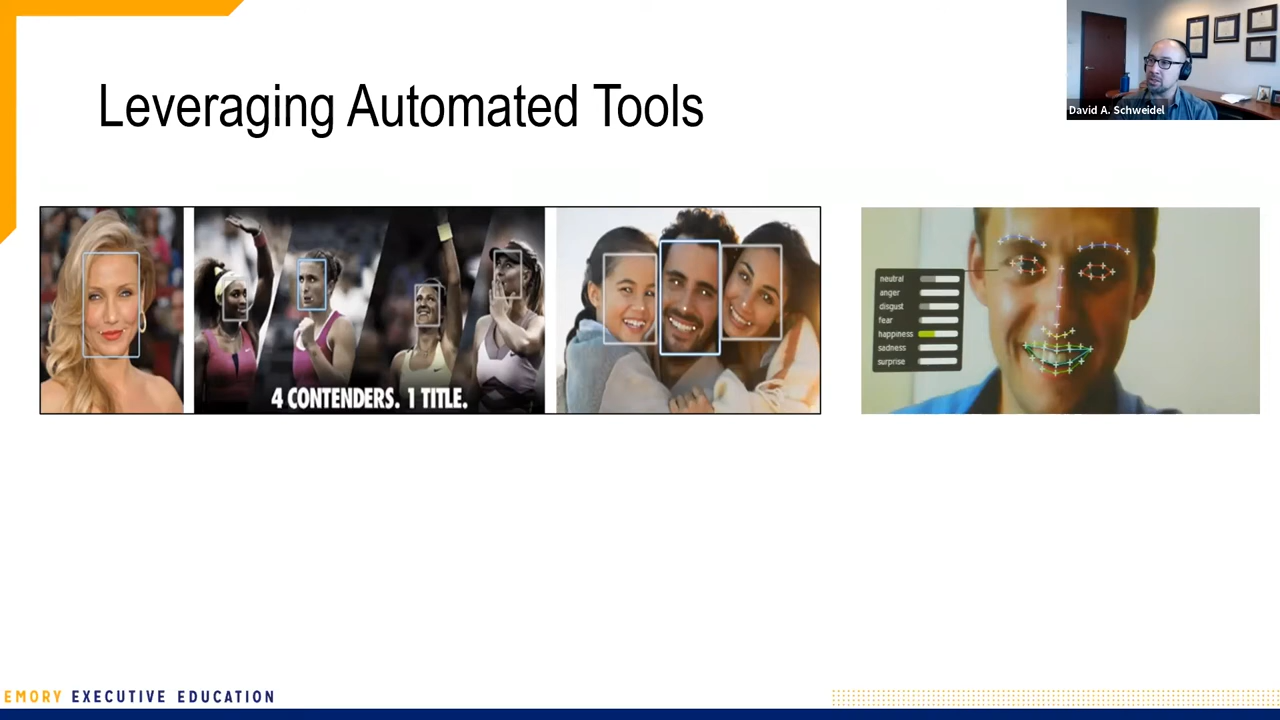 Leveraging Automated Tools
David A. Schweidel
4 CONTENDERS. 1 TITLE.
neutral
anger
disgust
fear
happiness
sadness
surprise
EMORY EXECUTIVE EDUCATION